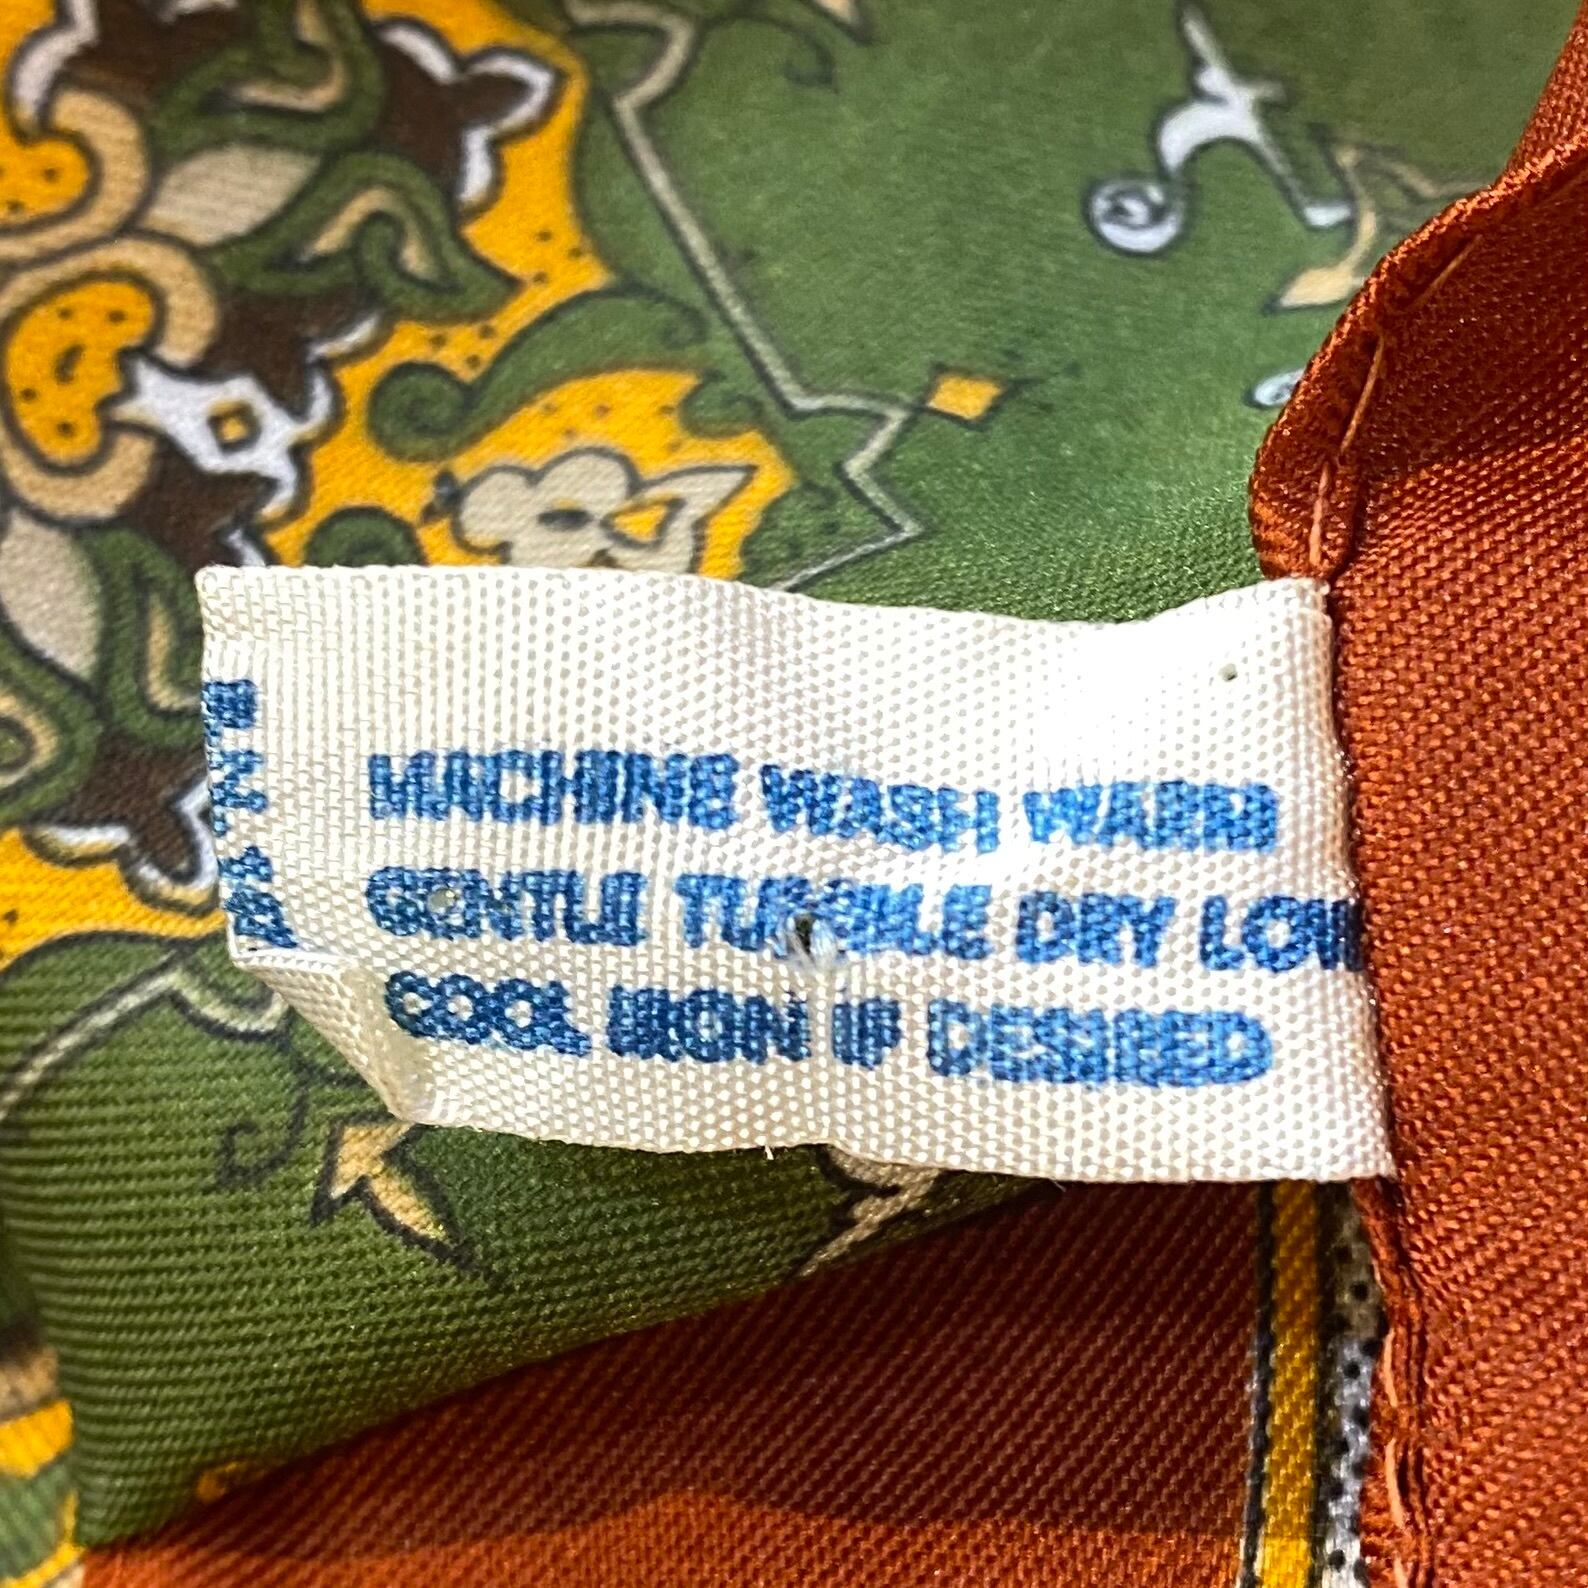 MACHINE WASH WARM
GENTLE TUMBLE DRY LOW
COOL IRON IF DESIRED